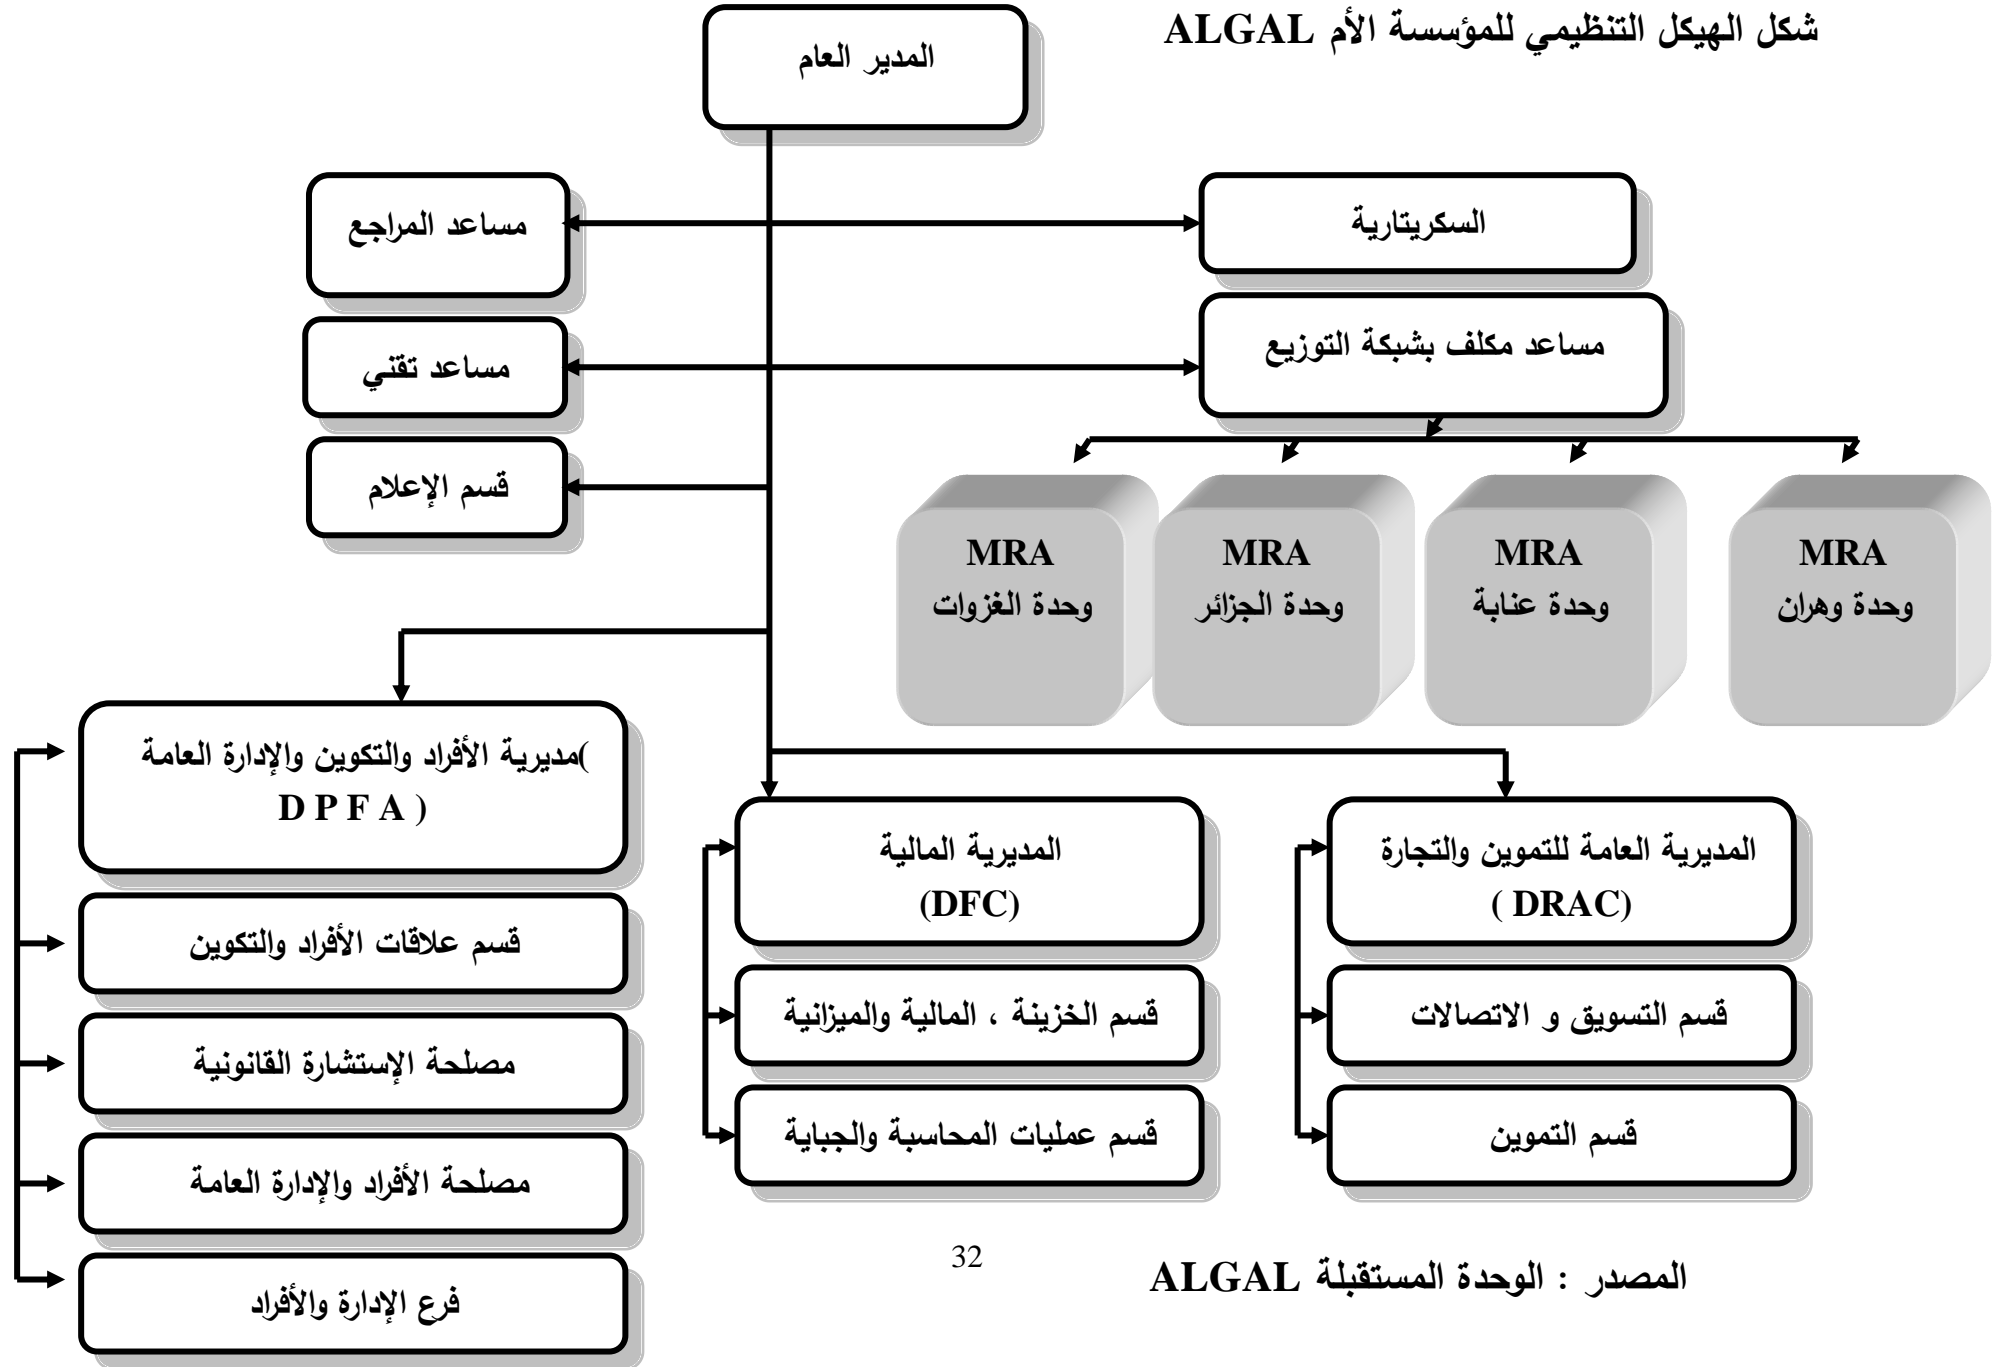 شكل الهيكل التنظيمي للمؤسسة الأم ALGAL
المدير العام
السكريتارية
مساعد المراجع
مساعد مكلف بشبكة التوزيع
مساعد تقني
قسم الإعلام
MRA
وحدة وهران
MRA
وحدة عنابة
MRA
وحدة الجزائر
MRA
وحدة الغزوات
)مديرية الأفراد والتكوين والإدارة العامة
D P F A )
قسم علاقات الأفراد والتكوين
مصلحة الإستشارة القانونية
مصلحة الأفراد والإدارة العامة
فرع الإدارة والأفراد
المديرية المالية
(DFC)
قسم الخزينة ، المالية والميزانية
قسم عمليات المحاسبة والجباية
المديرية العامة للتموين والتجارة
( DRAC)
قسم التسويق و الاتصالات
قسم التموين
32
المصدر : الوحدة المستقبلة ALGAL